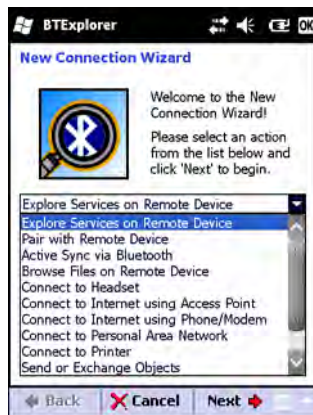 BTExplorer
OK
New Connection Wizard
Welcome to the New
Connection Wizard!
Please select an action
from the list below and
click 'Next' to begin.
Explore Services on Remote Device
Explore Services on Remote Device
Pair with Remote Device
Active Sync via Bluetooth
Browse Files on Remote Device
Connect to Headset
Connect to Internet using Access Point
Connect to Internet using Phone/Modem
Connect to Personal Area Network
Connect to Printer
Send or Exchange Objects
Back Cancel Next